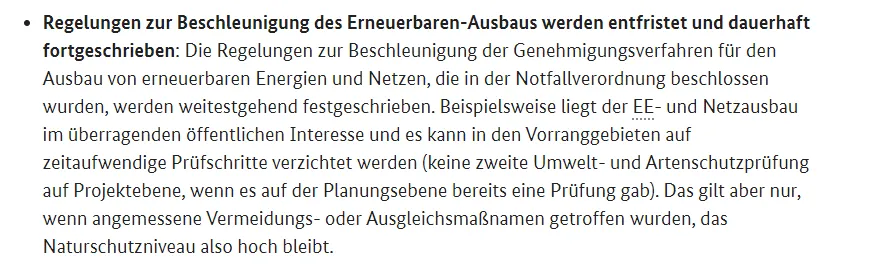 • Regelungen zur Beschleunigung des Erneuerbaren-Ausbaus werden entfristet und dauerhaft
fortgeschrieben: Die Regelungen zur Beschleunigung der Genehmigungsverfahren für den
Ausbau von erneuerbaren Energien und Netzen, die in der Notfallverordnung beschlossen
wurden, werden weitestgehend festgeschrieben. Beispielsweise liegt der EE- und Netzausbau
im überragenden öffentlichen Interesse und es kann in den Vorranggebieten auf
zeitaufwendige Prüfschritte verzichtet werden (keine zweite Umwelt- und Artenschutzprüfung
auf Projektebene, wenn es auf der Planungsebene bereits eine Prüfung gab). Das gilt aber nur,
wenn angemessene Vermeidungs- oder Ausgleichsmaßnamen getroffen wurden, das
Naturschutzniveau also hoch bleibt.